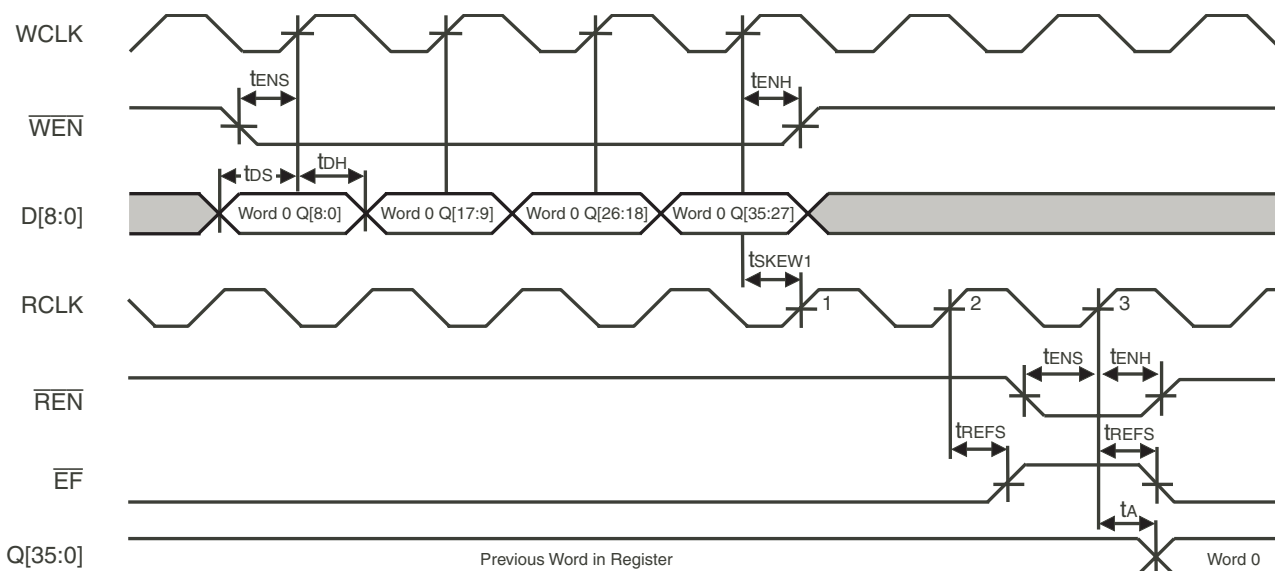 WCLK
tENS
tENH
WEN
tDS
tDH
D[8:0]
Word 0 Q[8:0]
Word 0 Q[17:9]
Word 0 Q[26:18]
Word 0 Q[35:27]
tSKEW1
RCLK
1
2
3
tENS
tENH
REN
tREFS
tREFS
EF
tA
Q[35:0]
Previous Word in Register
Word 0